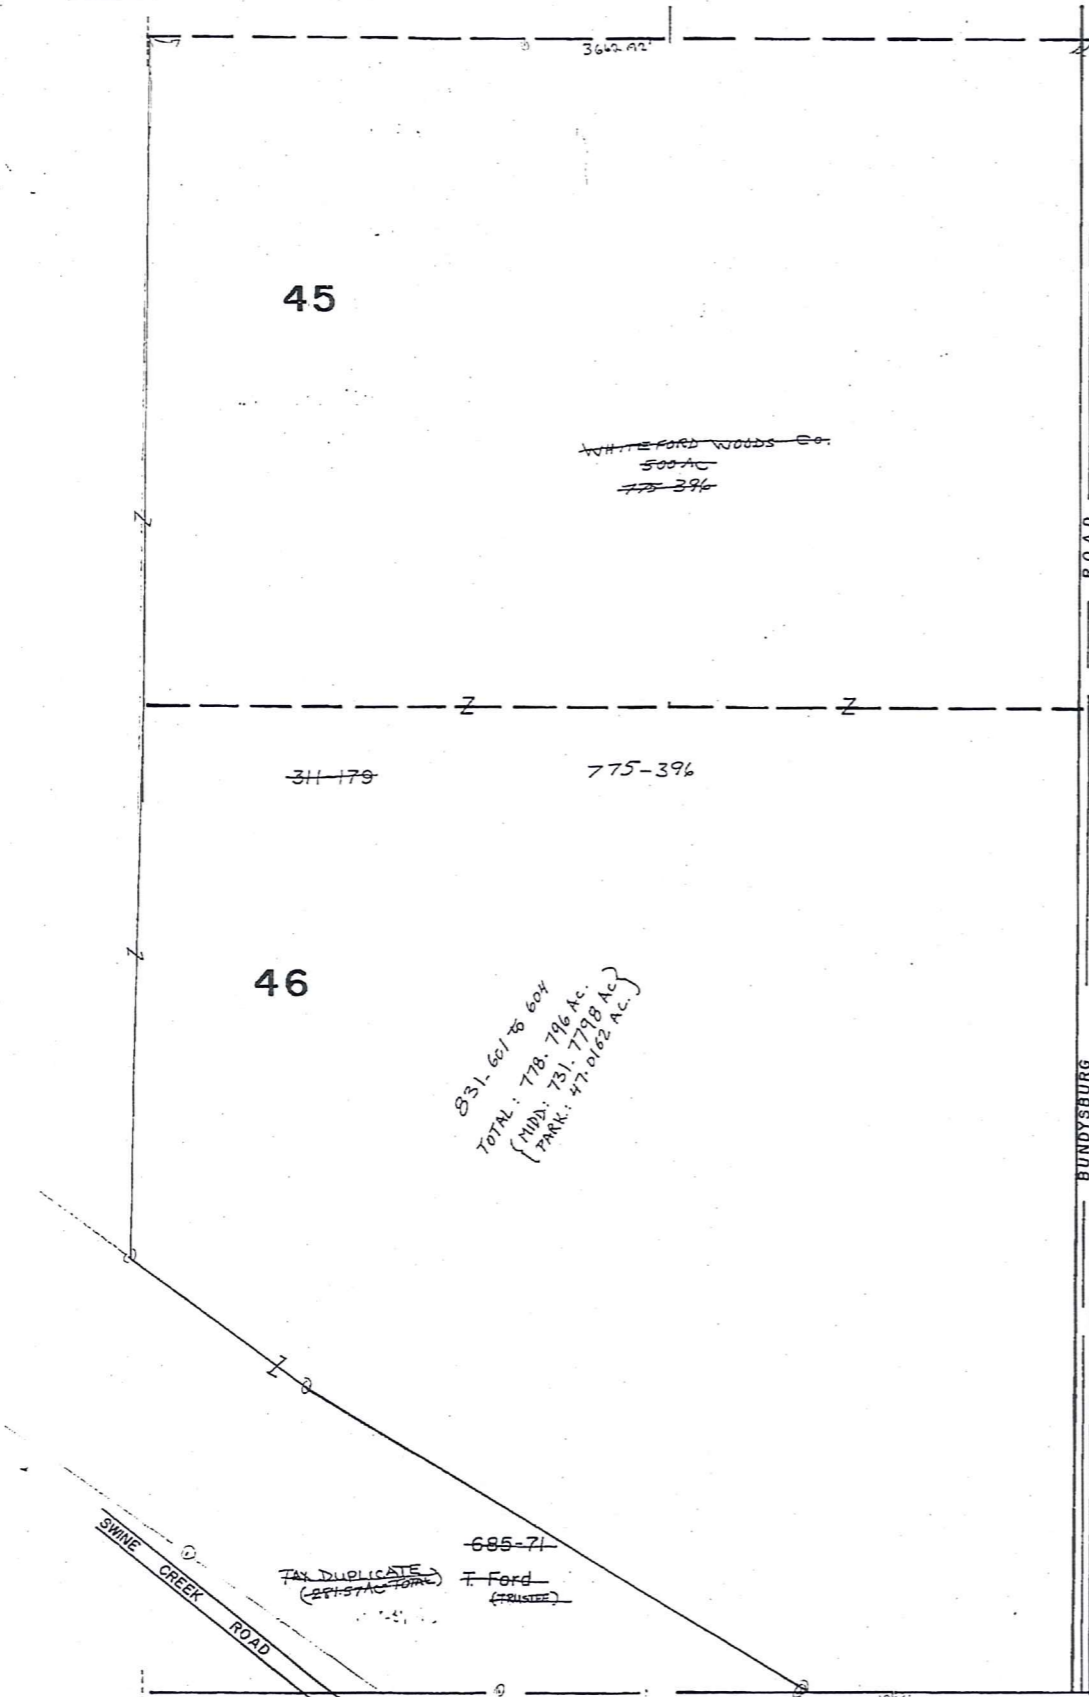 3662.92'
45
WHITEFORD WOODS Co.
500 AC
775-396
ROAD
Z
Z
Z
311-179
775-396
Z
46
831-601 to 604
TOTAL: 778.796 Ac.
MIDD: 731.7798 Ac
PARK.: 47.0162 AC.
BUNDYSBURG
Z
685-71
TAX DUPLICATE
T. Ford
(281.57 AC TOTAL)
(TRUSTEE)
SWINE CREEK ROAD